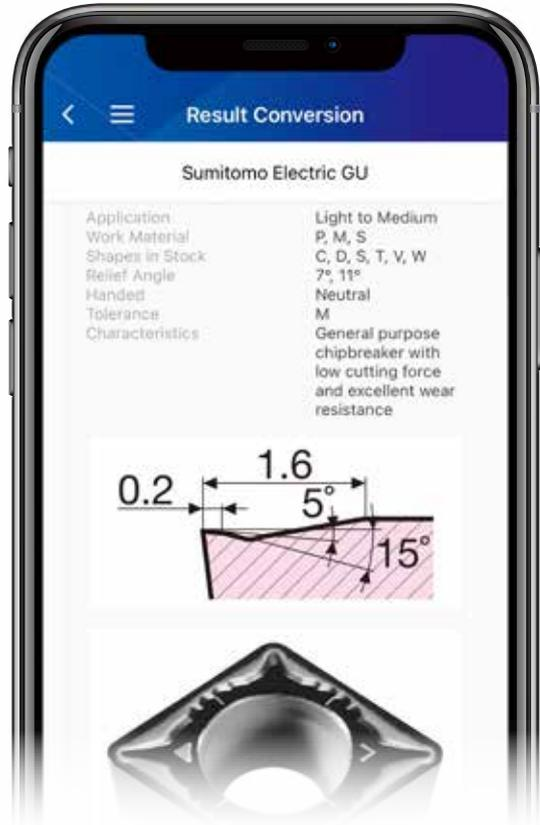 Result Conversion
Sumitomo Electric GU
Application Light to Medium
Work Material P, M, S
Shapes in Stock C, D, S, T, V, W
Relief Angle 7°, 11°
Handed Neutral
Tolerance M
Characteristics General purpose
chipbreaker with
low cutting force
and excellent wear
resistance
1.6
0.2
5°
15°